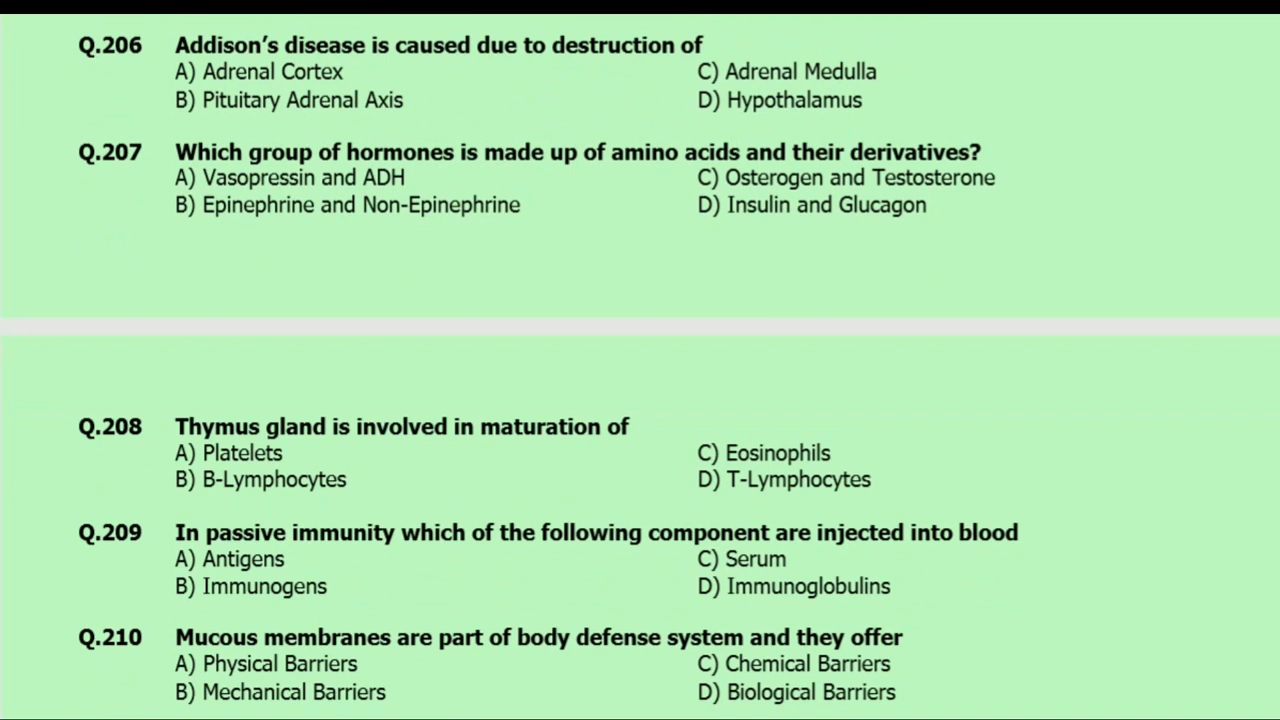 Q.206 Addison's disease is caused due to destruction of
A) Adrenal Cortex C) Adrenal Medulla
B) Pituitary Adrenal Axis D) Hypothalamus
Q.207 Which group of hormones is made up of amino acids and their derivatives?
A) Vasopressin and ADH C) Osterogen and Testosterone
B) Epinephrine and Non-Epinephrine D) Insulin and Glucagon
Q.208 Thymus gland is involved in maturation of
A) Platelets C) Eosinophils
B) B-Lymphocytes D) T-Lymphocytes
Q.209 In passive immunity which of the following component are injected into blood
A) Antigens C) Serum
B) Immunogens D) Immunoglobulins
Q.210 Mucous membranes are part of body defense system and they offer
A) Physical Barriers C) Chemical Barriers
B) Mechanical Barriers D) Biological Barriers